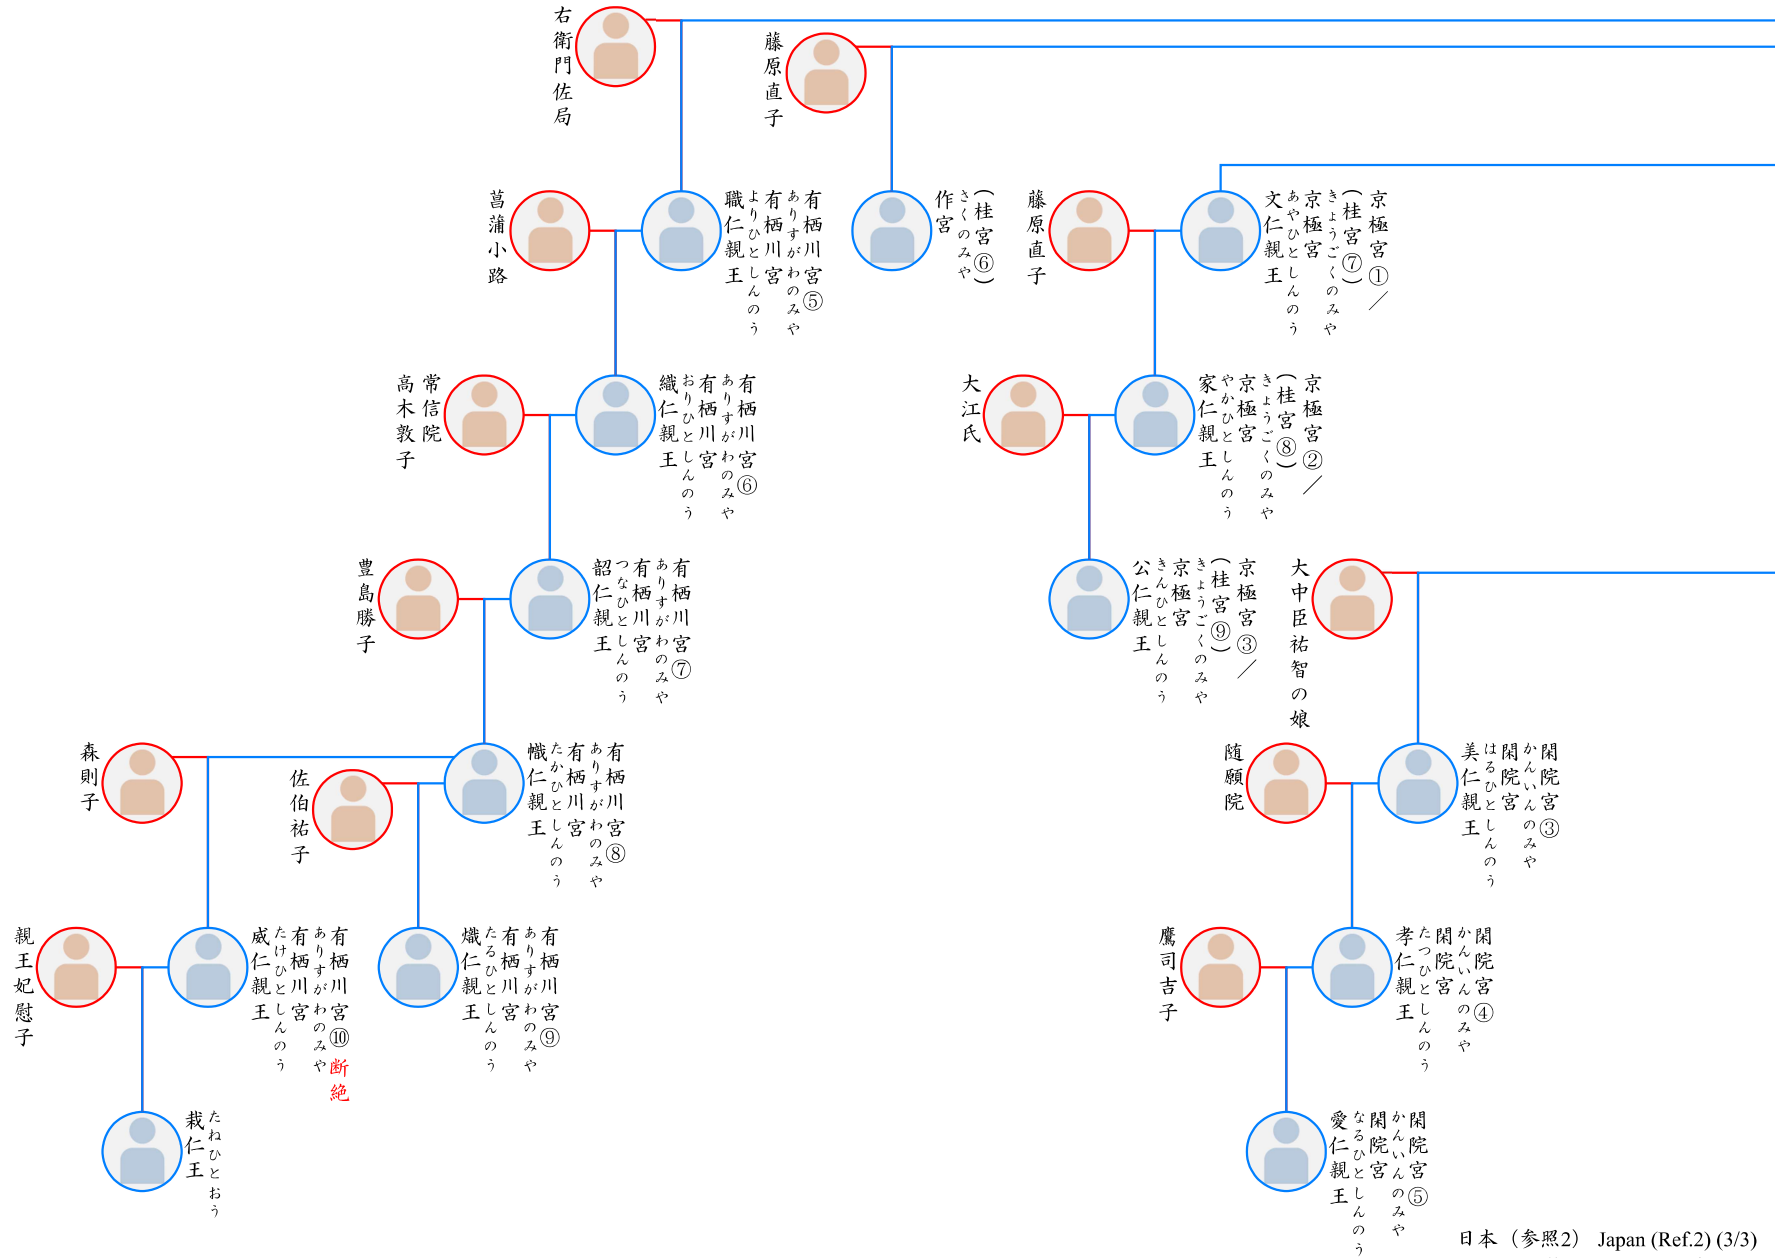 右衛門佐局
藤原直子
菖蒲小路
有栖川宮⑤
ありすがわのみや
有栖川宮
よりひとしんのう
職仁親王
(桂宮⑥)
さくのみや
作宮
藤原直子
京極宮①／
(桂宮⑦)
きょうごくのみや
京極宮
あやひとしんのう
文仁親王
常信院
高木敦子
有栖川宮⑥
ありすがわのみや
有栖川宮
おりひとしんのう
織仁親王
大江氏
京極宮②／
(桂宮⑧)
きょうごくのみや
京極宮
やかひとしんのう
家仁親王
豊島勝子
有栖川宮⑦
ありすがわのみや
有栖川宮
つなひとしんのう
韶仁親王
京極宮③／
(桂宮⑨)
きょうごくのみや
京極宮
きんひとしんのう
公仁親王
大中臣祐智の娘
森則子
佐伯祐子
有栖川宮⑧
ありすがわのみや
有栖川宮
たかひとしんのう
幟仁親王
随願院
閑院宮③
かんいんのみや
閑院宮
はるひとしんのう
美仁親王
親王妃慰子
有栖川宮⑩ 断絶
ありすがわのみや
有栖川宮
たけひとしんのう
威仁親王
有栖川宮⑨
ありすがわのみや
有栖川宮
たるひとしんのう
熾仁親王
鷹司吉子
閑院宮④
かんいんのみや
閑院宮
たつひとしんのう
孝仁親王
たねひとおう
栽仁王
閑院宮⑤
かんいんのみや
閑院宮
なるひとしんのう
愛仁親王
日本（参照2） Japan (Ref.2) (3/3)